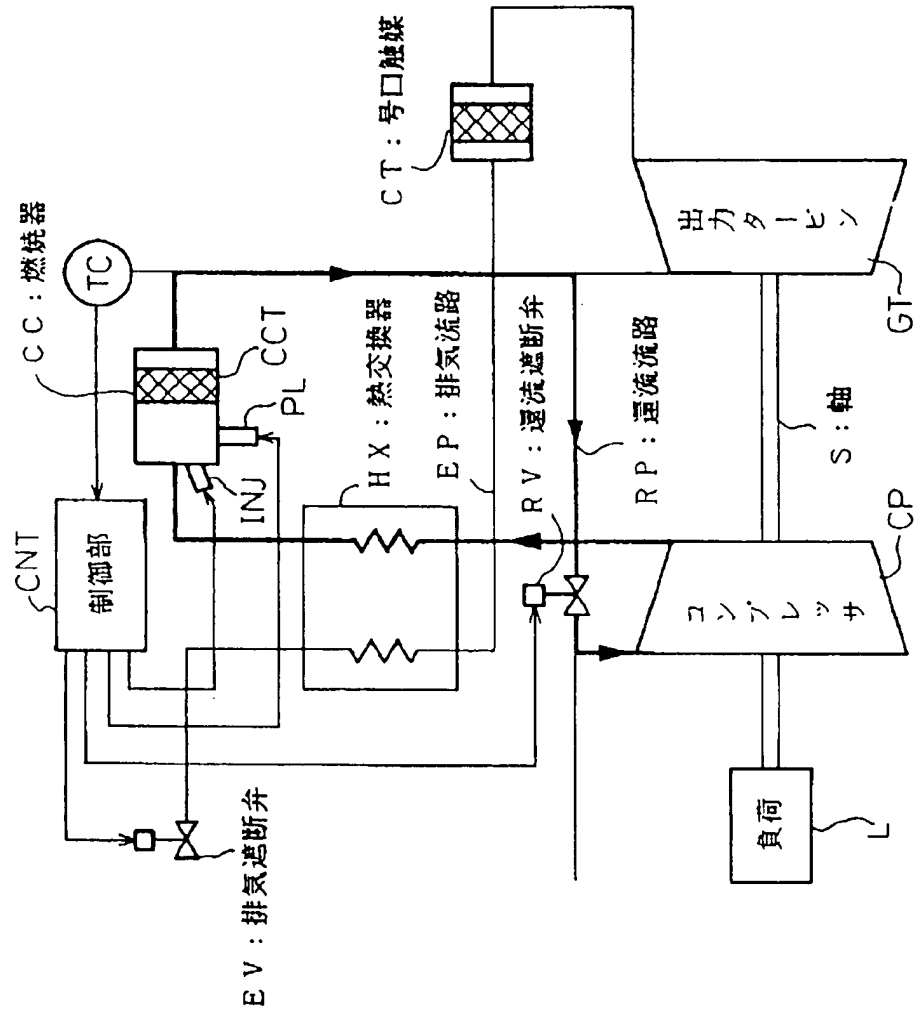 CC:燃焼器
TC
CCT
PL
INJ
CNT
制御部
HX:熱交換器
EP:排気流路
RV:還流遮断弁
RP:還流流路
CT:号口触媒
EV:排気遮断弁
出力タービン
GT
S:軸
コンプレッサ
CP
負荷
L